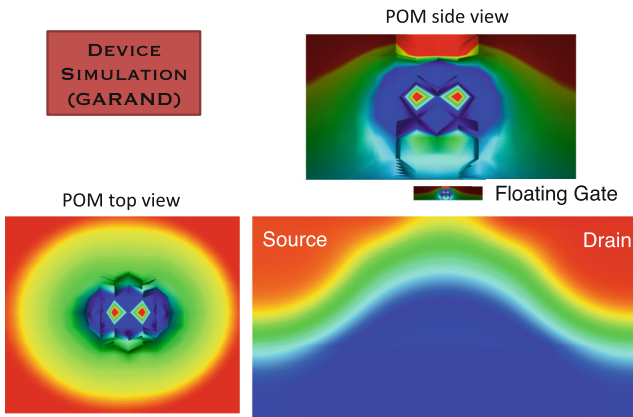 POM side view
DEVICE
SIMULATION
(GARAND)
POM top view
Floating Gate
Source
Drain